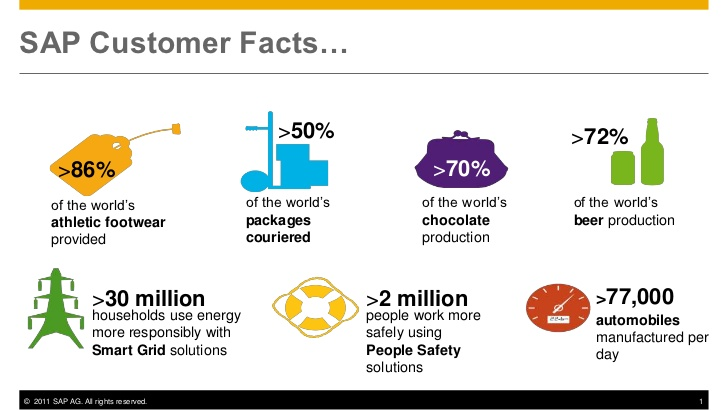 SAP Customer Facts…
>86%
of the world's
athletic footwear
provided
>50%
of the world's
packages
couriered
>70%
of the world's
chocolate
production
>72%
of the world's
beer production
>30 million
households use energy
more responsibly with
Smart Grid solutions
>2 million
people work more
safely using
People Safety
solutions
>77,000
automobiles
manufactured per
day
© 2011 SAP AG. All rights reserved.
1